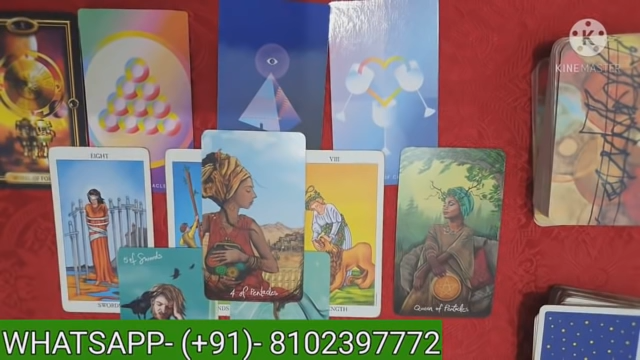 KINEMASTER
EIGHT
VIII
5 of Swords
4 of Pentacles
Queen of Pentacles
WHATSAPP- (+91)- 8102397772